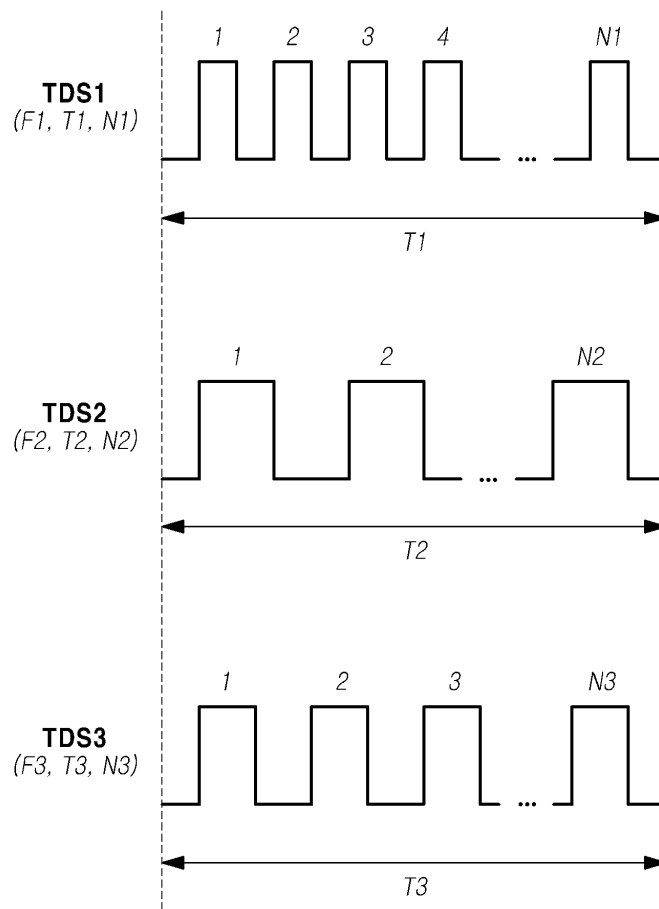 1 2 3 4 N1
TDS1
(F1, T1, N1)
...
T1
1 2 N2
TDS2
(F2, T2, N2)
...
T2
1 2 3 N3
TDS3
(F3, T3, N3)
...
T3